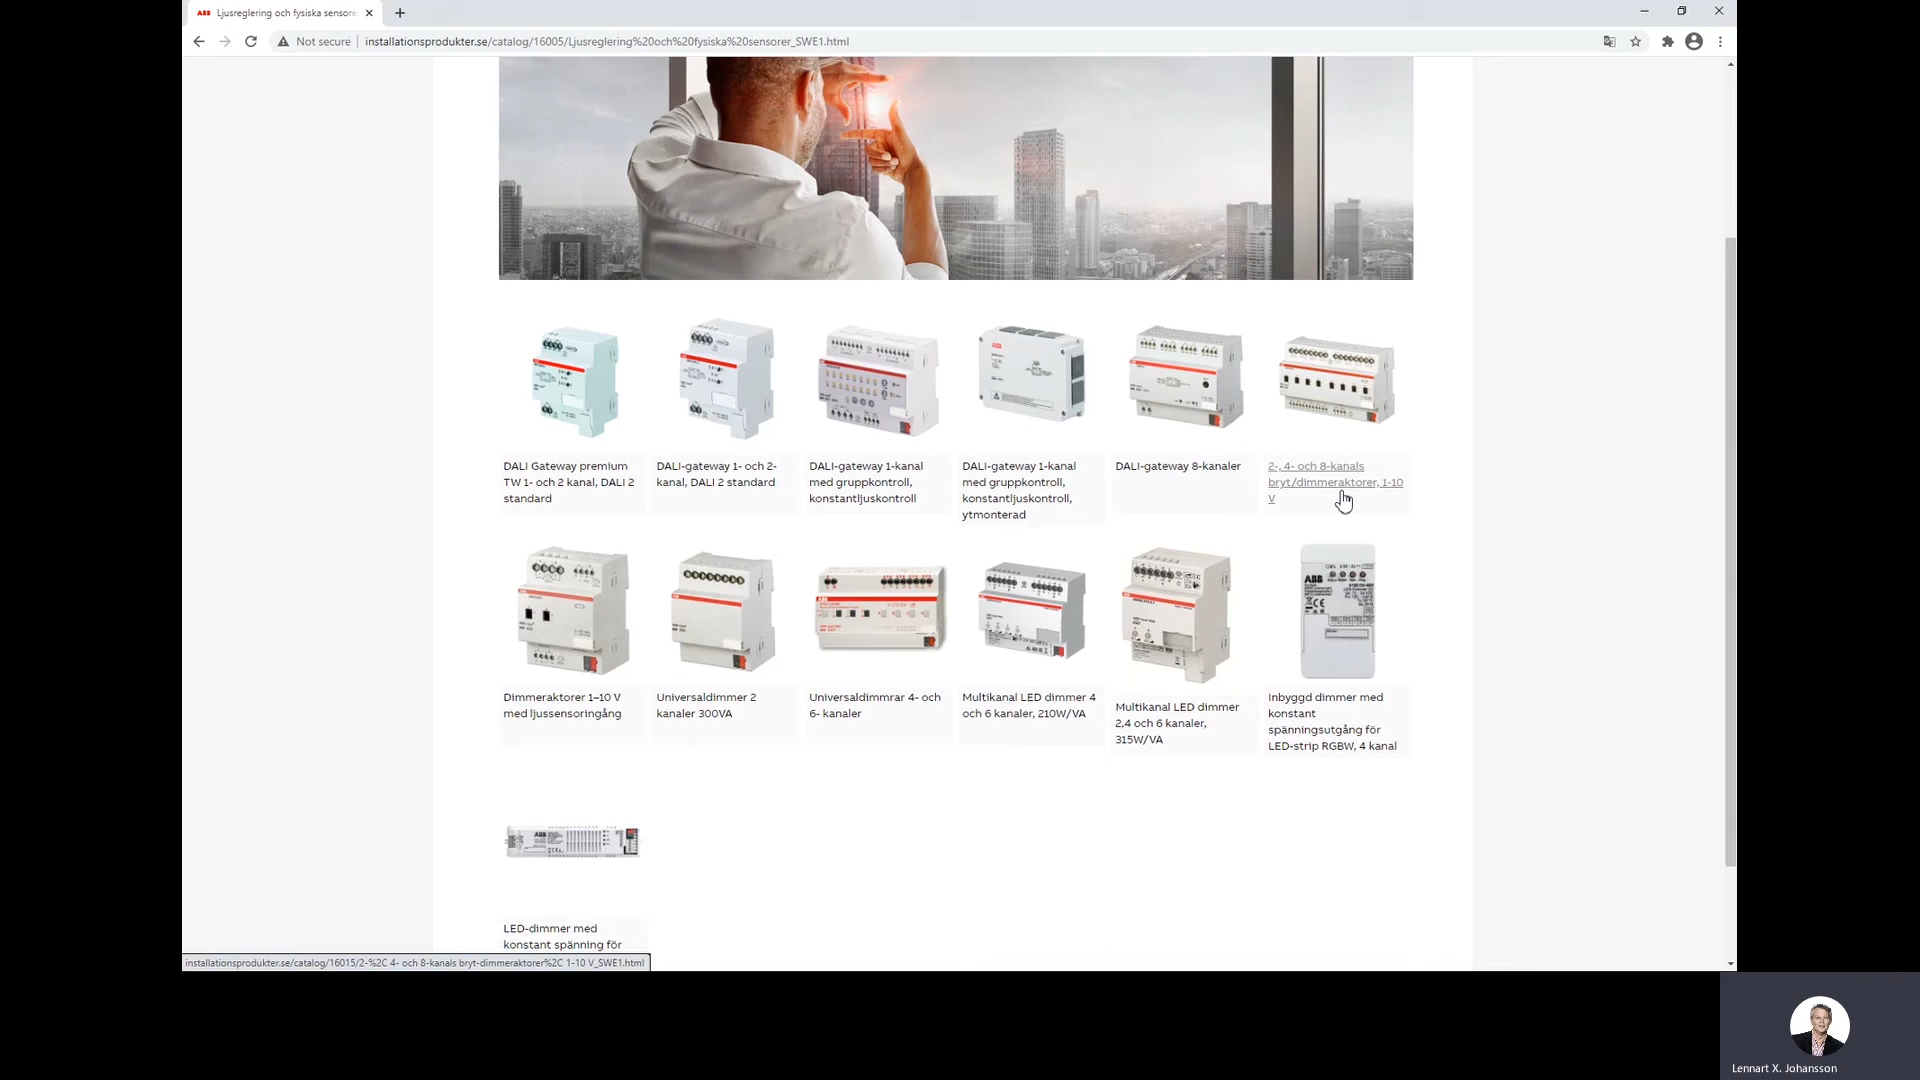 ABB Ljusreglering och fysiska sensore
Not secure
installationsprodukter.se/catalog/16005/Ljusreglering%20och%20fysiska%20sensorer_SWE1.html
DALI Gateway premium
TW 1- och 2 kanal, DALI 2
standard
DALI-gateway 1- och 2-
kanal, DALI 2 standard
DALI-gateway 1-kanal
med gruppkontroll,
konstantljuskontroll
DALI-gateway 1-kanal
med gruppkontroll,
konstantljuskontroll,
ytmonterad
DALI-gateway 8-kanaler
2-, 4- och 8-kanals
bryt/dimmeraktorer, 1-10
V
ABB
ABB
Dimmeraktorer 1–10 V
med ljussensoringång
Universaldimmer 2
kanaler 300VA
Universaldimmrar 4- och
6- kanaler
Multikanal LED dimmer 4
och 6 kanaler, 210W/VA
Multikanal LED dimmer
2,4 och 6 kanaler,
315W/VA
Inbyggd dimmer med
konstant
spänningsutgång för
LED-strip RGBW, 4 kanal
ABB
LED-dimmer med
konstant spänning för
installationsprodukter.se/catalog/16015/2-%2C 4- och 8-kanals bryt-dimmeraktorer%2C 1-10 V_SWE1.html
Lennart X. Johansson